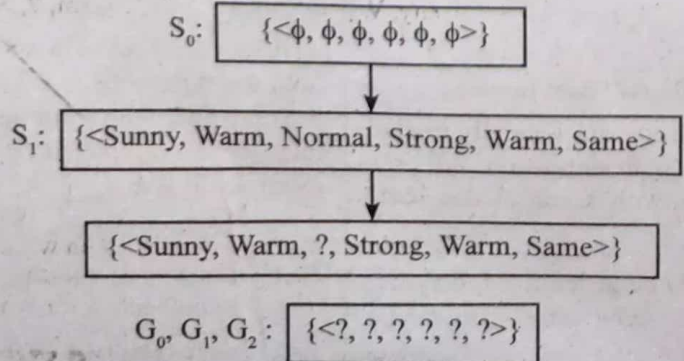 S₀: {<ϕ, ϕ, ϕ, ϕ, ϕ, ϕ>}
S₁: {<Sunny, Warm, Normal, Strong, Warm, Same>}
{<Sunny, Warm, ?, Strong, Warm, Same>}
G₀, G₁, G₂ : {<?, ?, ?, ?, ?, ?>}